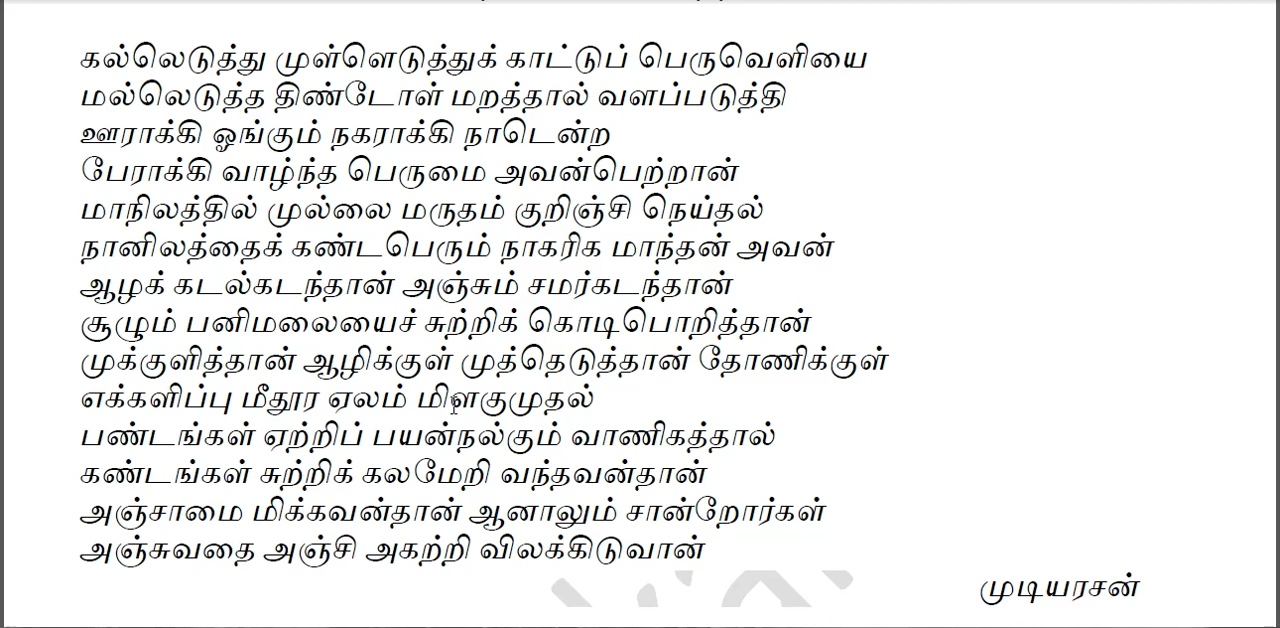 கல்லெடுத்து முள்ளெடுத்துக் காட்டுப் பெருவெளியை
மல்லெடுத்த திண்டோள் மறத்தால் வளப்படுத்தி
ஊராக்கி ஓங்கும் நகராக்கி நாடென்ற
பேராக்கி வாழ்ந்த பெருமை அவன்பெற்றான்
மாநிலத்தில் முல்லை மருதம் குறிஞ்சி நெய்தல்
நானிலத்தைக் கண்டபெரும் நாகரிக மாந்தன் அவன்
ஆழக் கடல்கடந்தான் அஞ்சும் சமர்கடந்தான்
சூழும் பனிமலையைச் சுற்றிக் கொடிபொறித்தான்
முக்குளித்தான் ஆழிக்குள் முத்தெடுத்தான் தோணிக்குள்
எக்களிப்பு மீதூர ஏலம் மிளகுமுதல்
பண்டங்கள் ஏற்றிப் பயன்நல்கும் வாணிகத்தால்
கண்டங்கள் சுற்றிக் கலமேறி வந்தவன்தான்
அஞ்சாமை மிக்கவன்தான் ஆனாலும் சான்றோர்கள்
அஞ்சுவதை அஞ்சி அகற்றி விலக்கிடுவான்
முடியரசன்